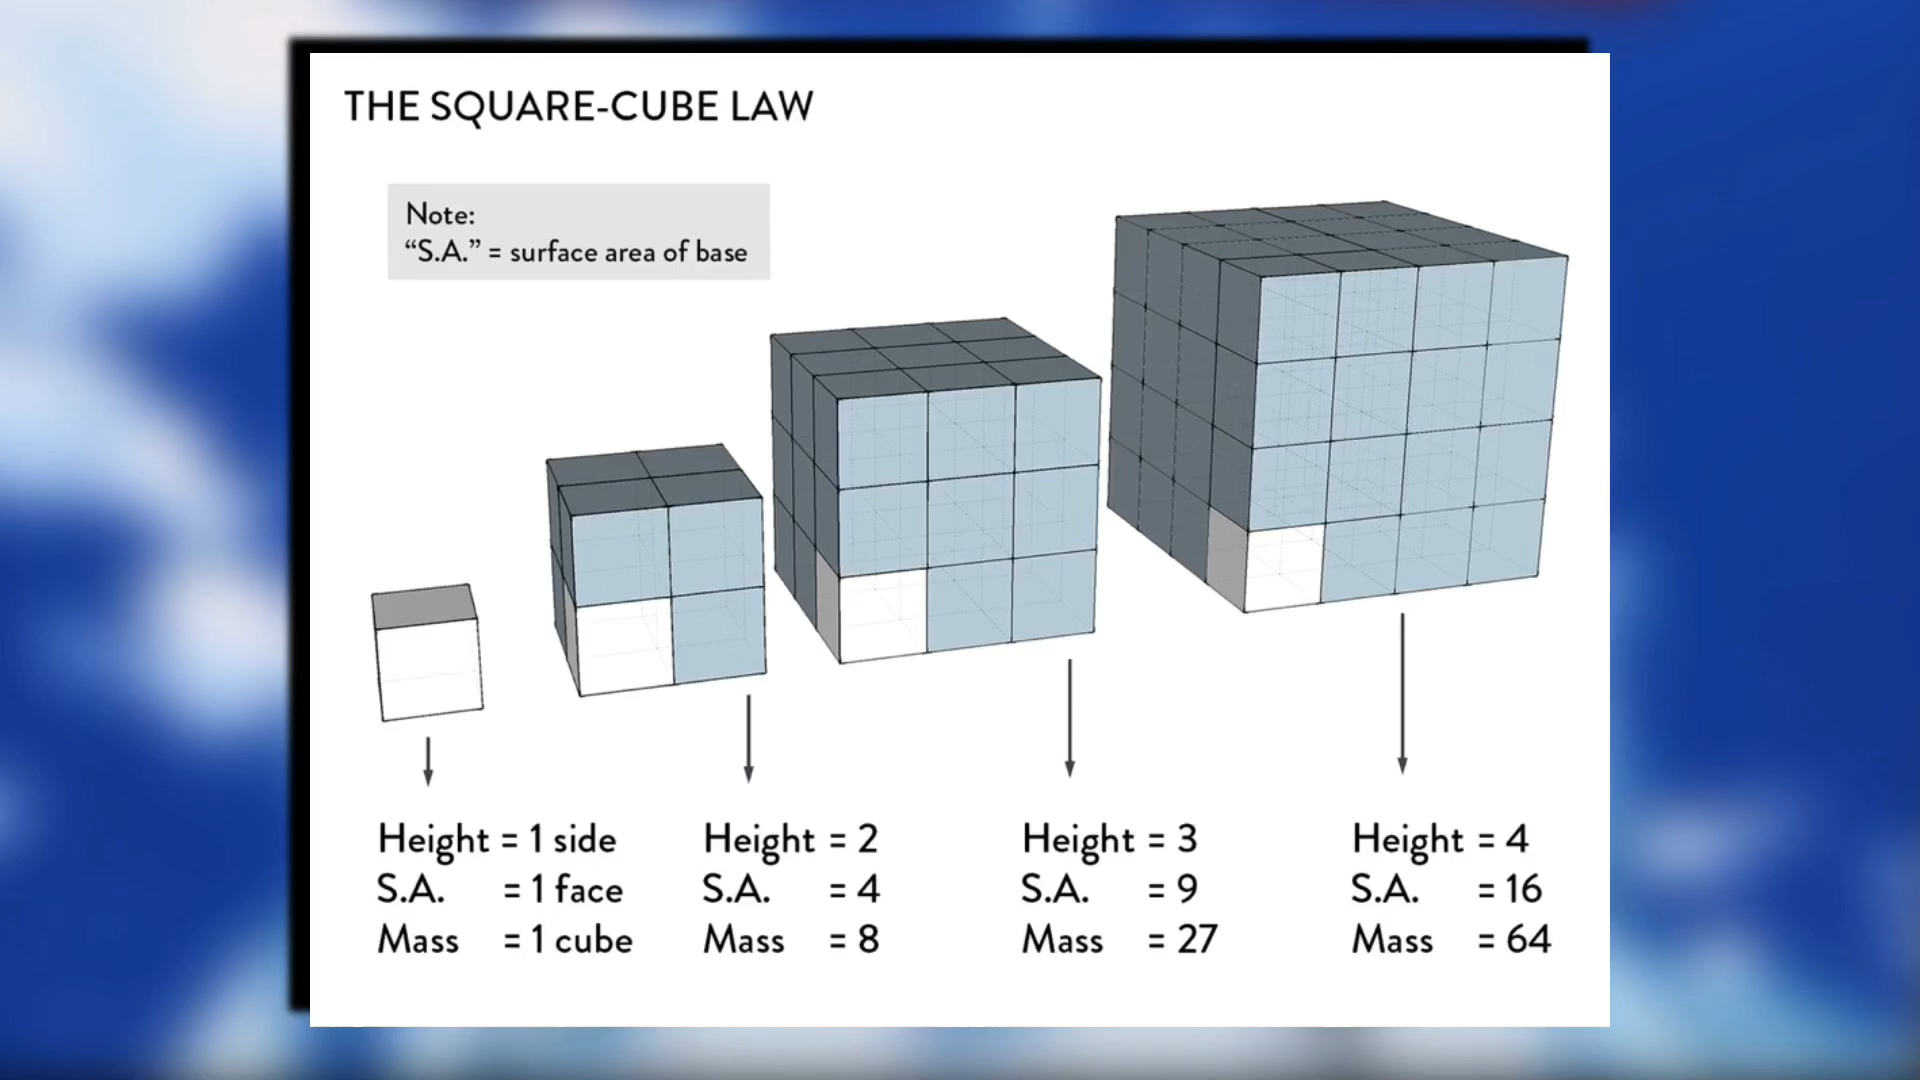 THE SQUARE-CUBE LAW
Note:
“S.A.” = surface area of base
Height = 1 side
S.A. = 1 face
Mass = 1 cube
Height = 2
S.A. = 4
Mass = 8
Height = 3
S.A. = 9
Mass = 27
Height = 4
S.A. = 16
Mass = 64